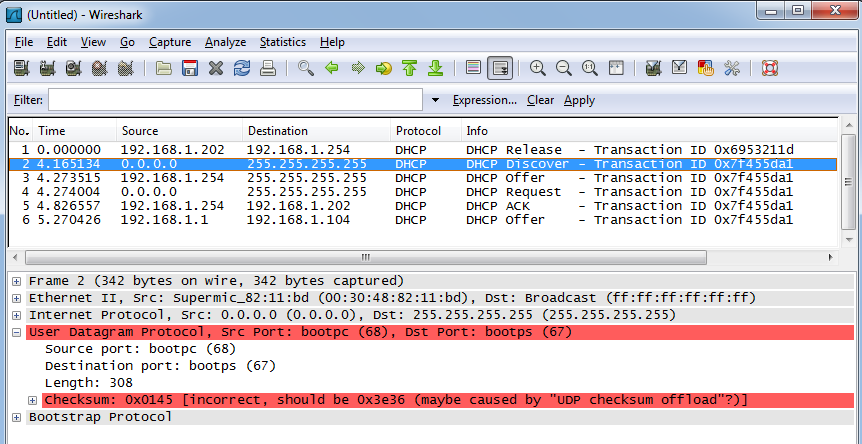 (Untitled) - Wireshark
File Edit View Go Capture Analyze Statistics Help
Filter: Expression... Clear Apply
No. Time Source Destination Protocol Info
1 0.000000 192.168.1.202 192.168.1.254 DHCP DHCP Release - Transaction ID 0x6953211d
2 4.165134 0.0.0.0 255.255.255.255 DHCP DHCP Discover - Transaction ID 0x7f455da1
3 4.273515 192.168.1.254 255.255.255.255 DHCP DHCP Offer - Transaction ID 0x7f455da1
4 4.274004 0.0.0.0 255.255.255.255 DHCP DHCP Request - Transaction ID 0x7f455da1
5 4.826557 192.168.1.254 192.168.1.202 DHCP DHCP ACK - Transaction ID 0x7f455da1
6 5.270426 192.168.1.1 192.168.1.104 DHCP DHCP Offer - Transaction ID 0x7f455da1
Frame 2 (342 bytes on wire, 342 bytes captured)
Ethernet II, Src: Supermic_82:11:bd (00:30:48:82:11:bd), Dst: Broadcast (ff:ff:ff:ff:ff:ff)
Internet Protocol, Src: 0.0.0.0 (0.0.0.0), Dst: 255.255.255.255 (255.255.255.255)
User Datagram Protocol, Src Port: bootpc (68), Dst Port: bootps (67)
Source port: bootpc (68)
Destination port: bootps (67)
Length: 308
Checksum: 0x0145 [incorrect, should be 0x3e36 (maybe caused by "UDP checksum offload"?)]
Bootstrap Protocol